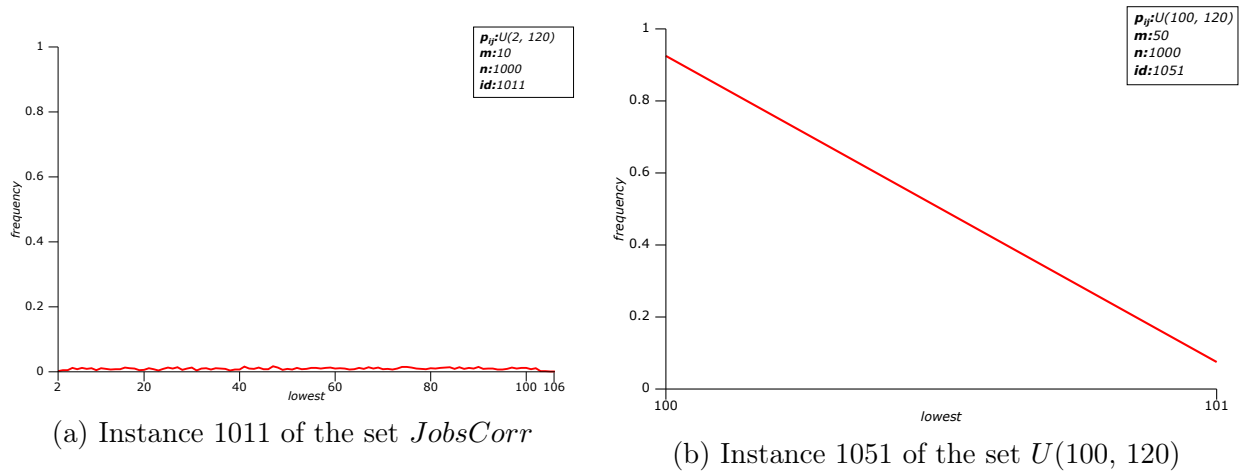 p_ij:U(2, 120)
m:10
n:1000
id:1011
1
0.8
0.6
0.4
0.2
0
frequency
2
20
40
60
80
100
106
lowest
(a) Instance 1011 of the set JobsCorr
p_ij:U(100, 120)
m:50
n:1000
id:1051
1
0.8
0.6
0.4
0.2
0
frequency
100
101
lowest
(b) Instance 1051 of the set U(100, 120)